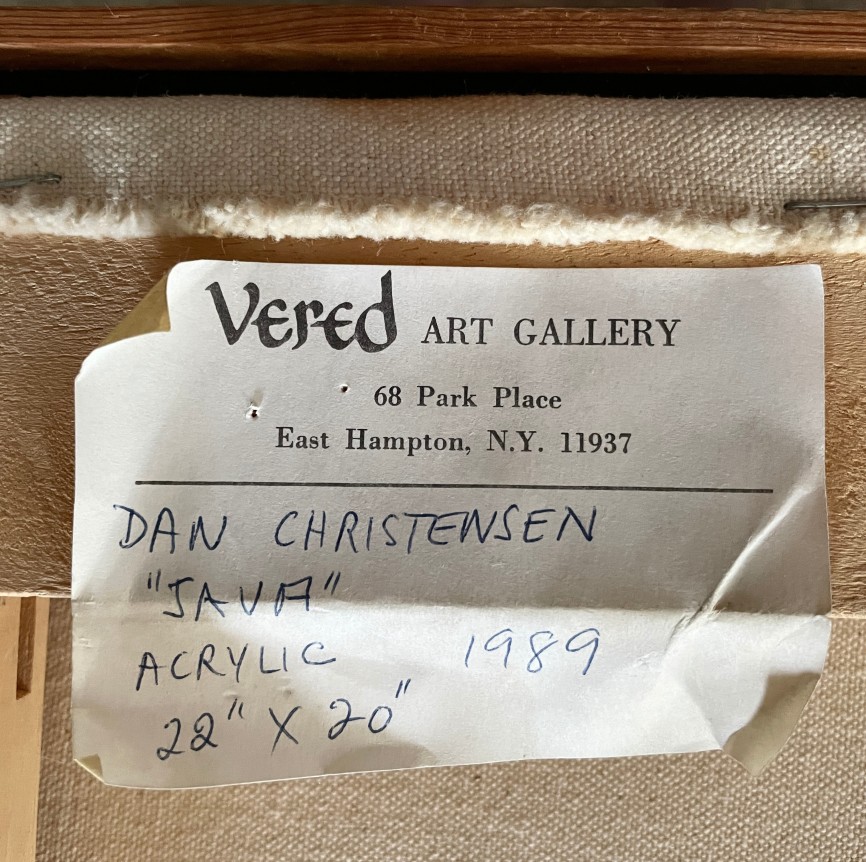 Vered ART GALLERY
68 Park Place
East Hampton, N.Y. 11937
DAN CHRISTENSEN
"JAVA"
ACRYLIC 1989
22" X 20"